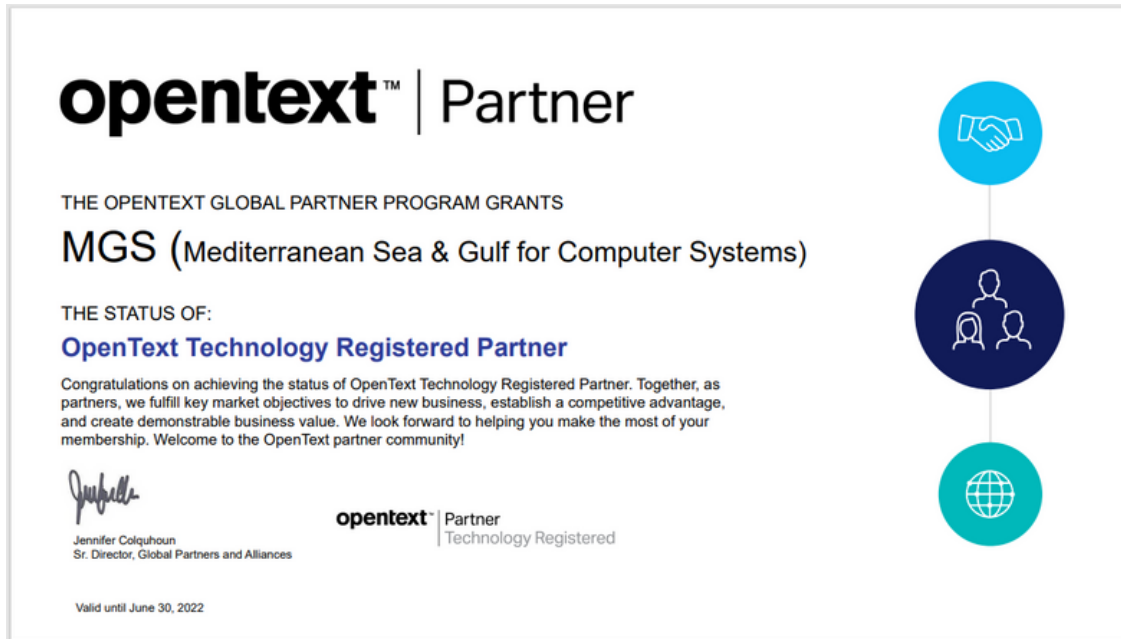 opentext™ | Partner
THE OPENTEXT GLOBAL PARTNER PROGRAM GRANTS
MGS (Mediterranean Sea & Gulf for Computer Systems)
THE STATUS OF:
OpenText Technology Registered Partner
Congratulations on achieving the status of OpenText Technology Registered Partner. Together, as
partners, we fulfill key market objectives to drive new business, establish a competitive advantage,
and create demonstrable business value. We look forward to helping you make the most of your
membership. Welcome to the OpenText partner community!
Jennifer Colquhoun
Sr. Director, Global Partners and Alliances
opentext™ | Partner
Technology Registered
Valid until June 30, 2022